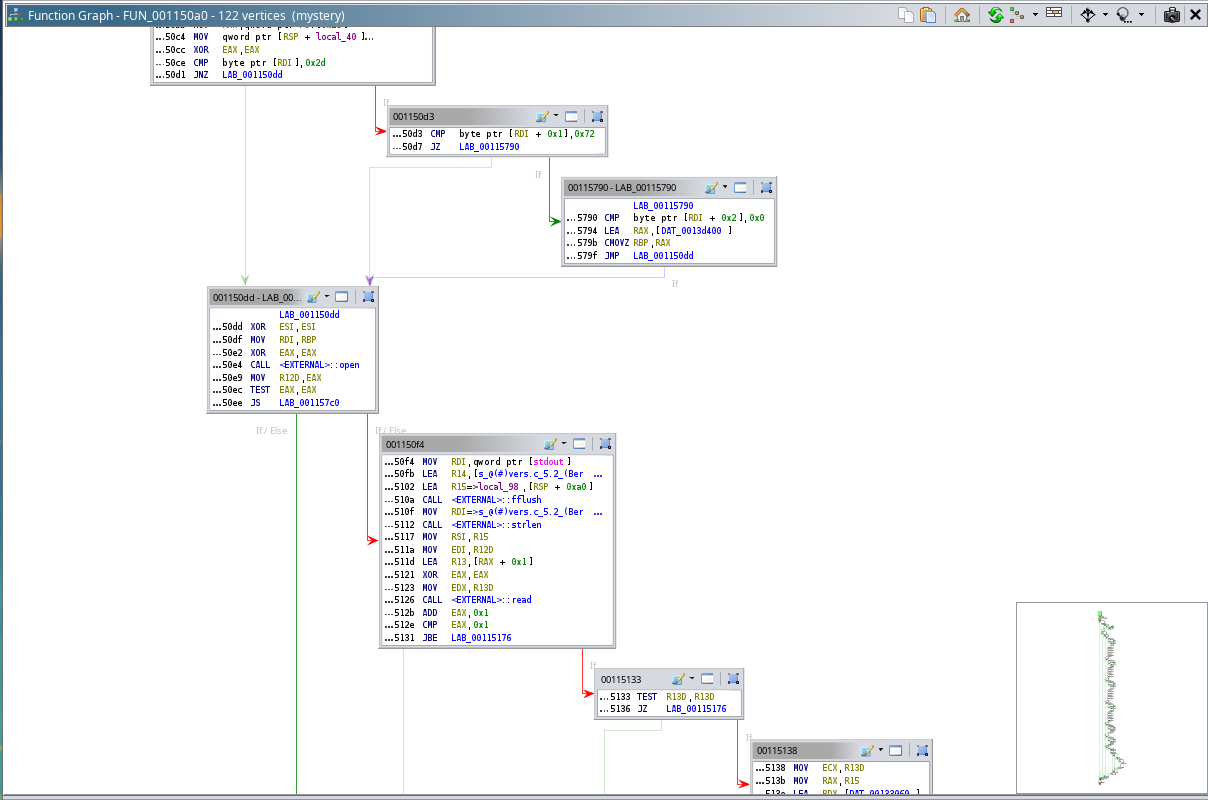 Function Graph - FUN_001150a0 - 122 vertices (mystery)
...50c4 MOV qword ptr [RSP + local_40 ]...
...50cc XOR EAX,EAX
...50ce CMP byte ptr [RDI ],0x2d
...50d1 JNZ LAB_001150dd
If
001150d3
...50d3 CMP byte ptr [RDI + 0x1],0x72
...50d7 JZ LAB_00115790
If
00115790 - LAB_00115790
LAB_00115790
...5790 CMP byte ptr [RDI + 0x2],0x0
...5794 LEA RAX,[DAT_0013d400 ]
...579b CMOVZ RBP,RAX
...579f JMP LAB_001150dd
If
001150dd - LAB_00...
LAB_001150dd
...50dd XOR ESI,ESI
...50df MOV RDI,RBP
...50e2 XOR EAX,EAX
...50e4 CALL <EXTERNAL>::open
...50e9 MOV R12D,EAX
...50ec TEST EAX,EAX
...50ee JS LAB_001157c0
If / Else
If / Else
001150f4
...50f4 MOV RDI,qword ptr [stdout ]
...50fb LEA R14,[s_@(#)vers.c_5.2_(Ber ...
...5102 LEA R15=>local_98 ,[RSP + 0xa0]
...510a CALL <EXTERNAL>::fflush
...510f MOV RDI=>s_@(#)vers.c_5.2_(Ber ...
...5112 CALL <EXTERNAL>::strlen
...5117 MOV RSI,R15
...511a MOV EDI,R12D
...511d LEA R13,[RAX + 0x1]
...5121 XOR EAX,EAX
...5123 MOV EDX,R13D
...5126 CALL <EXTERNAL>::read
...512b ADD EAX,0x1
...512e CMP EAX,0x1
...5131 JBE LAB_00115176
If
00115133
...5133 TEST R13D,R13D
...5136 JZ LAB_00115176
If
00115138
...5138 MOV ECX,R13D
...513b MOV RAX,R15